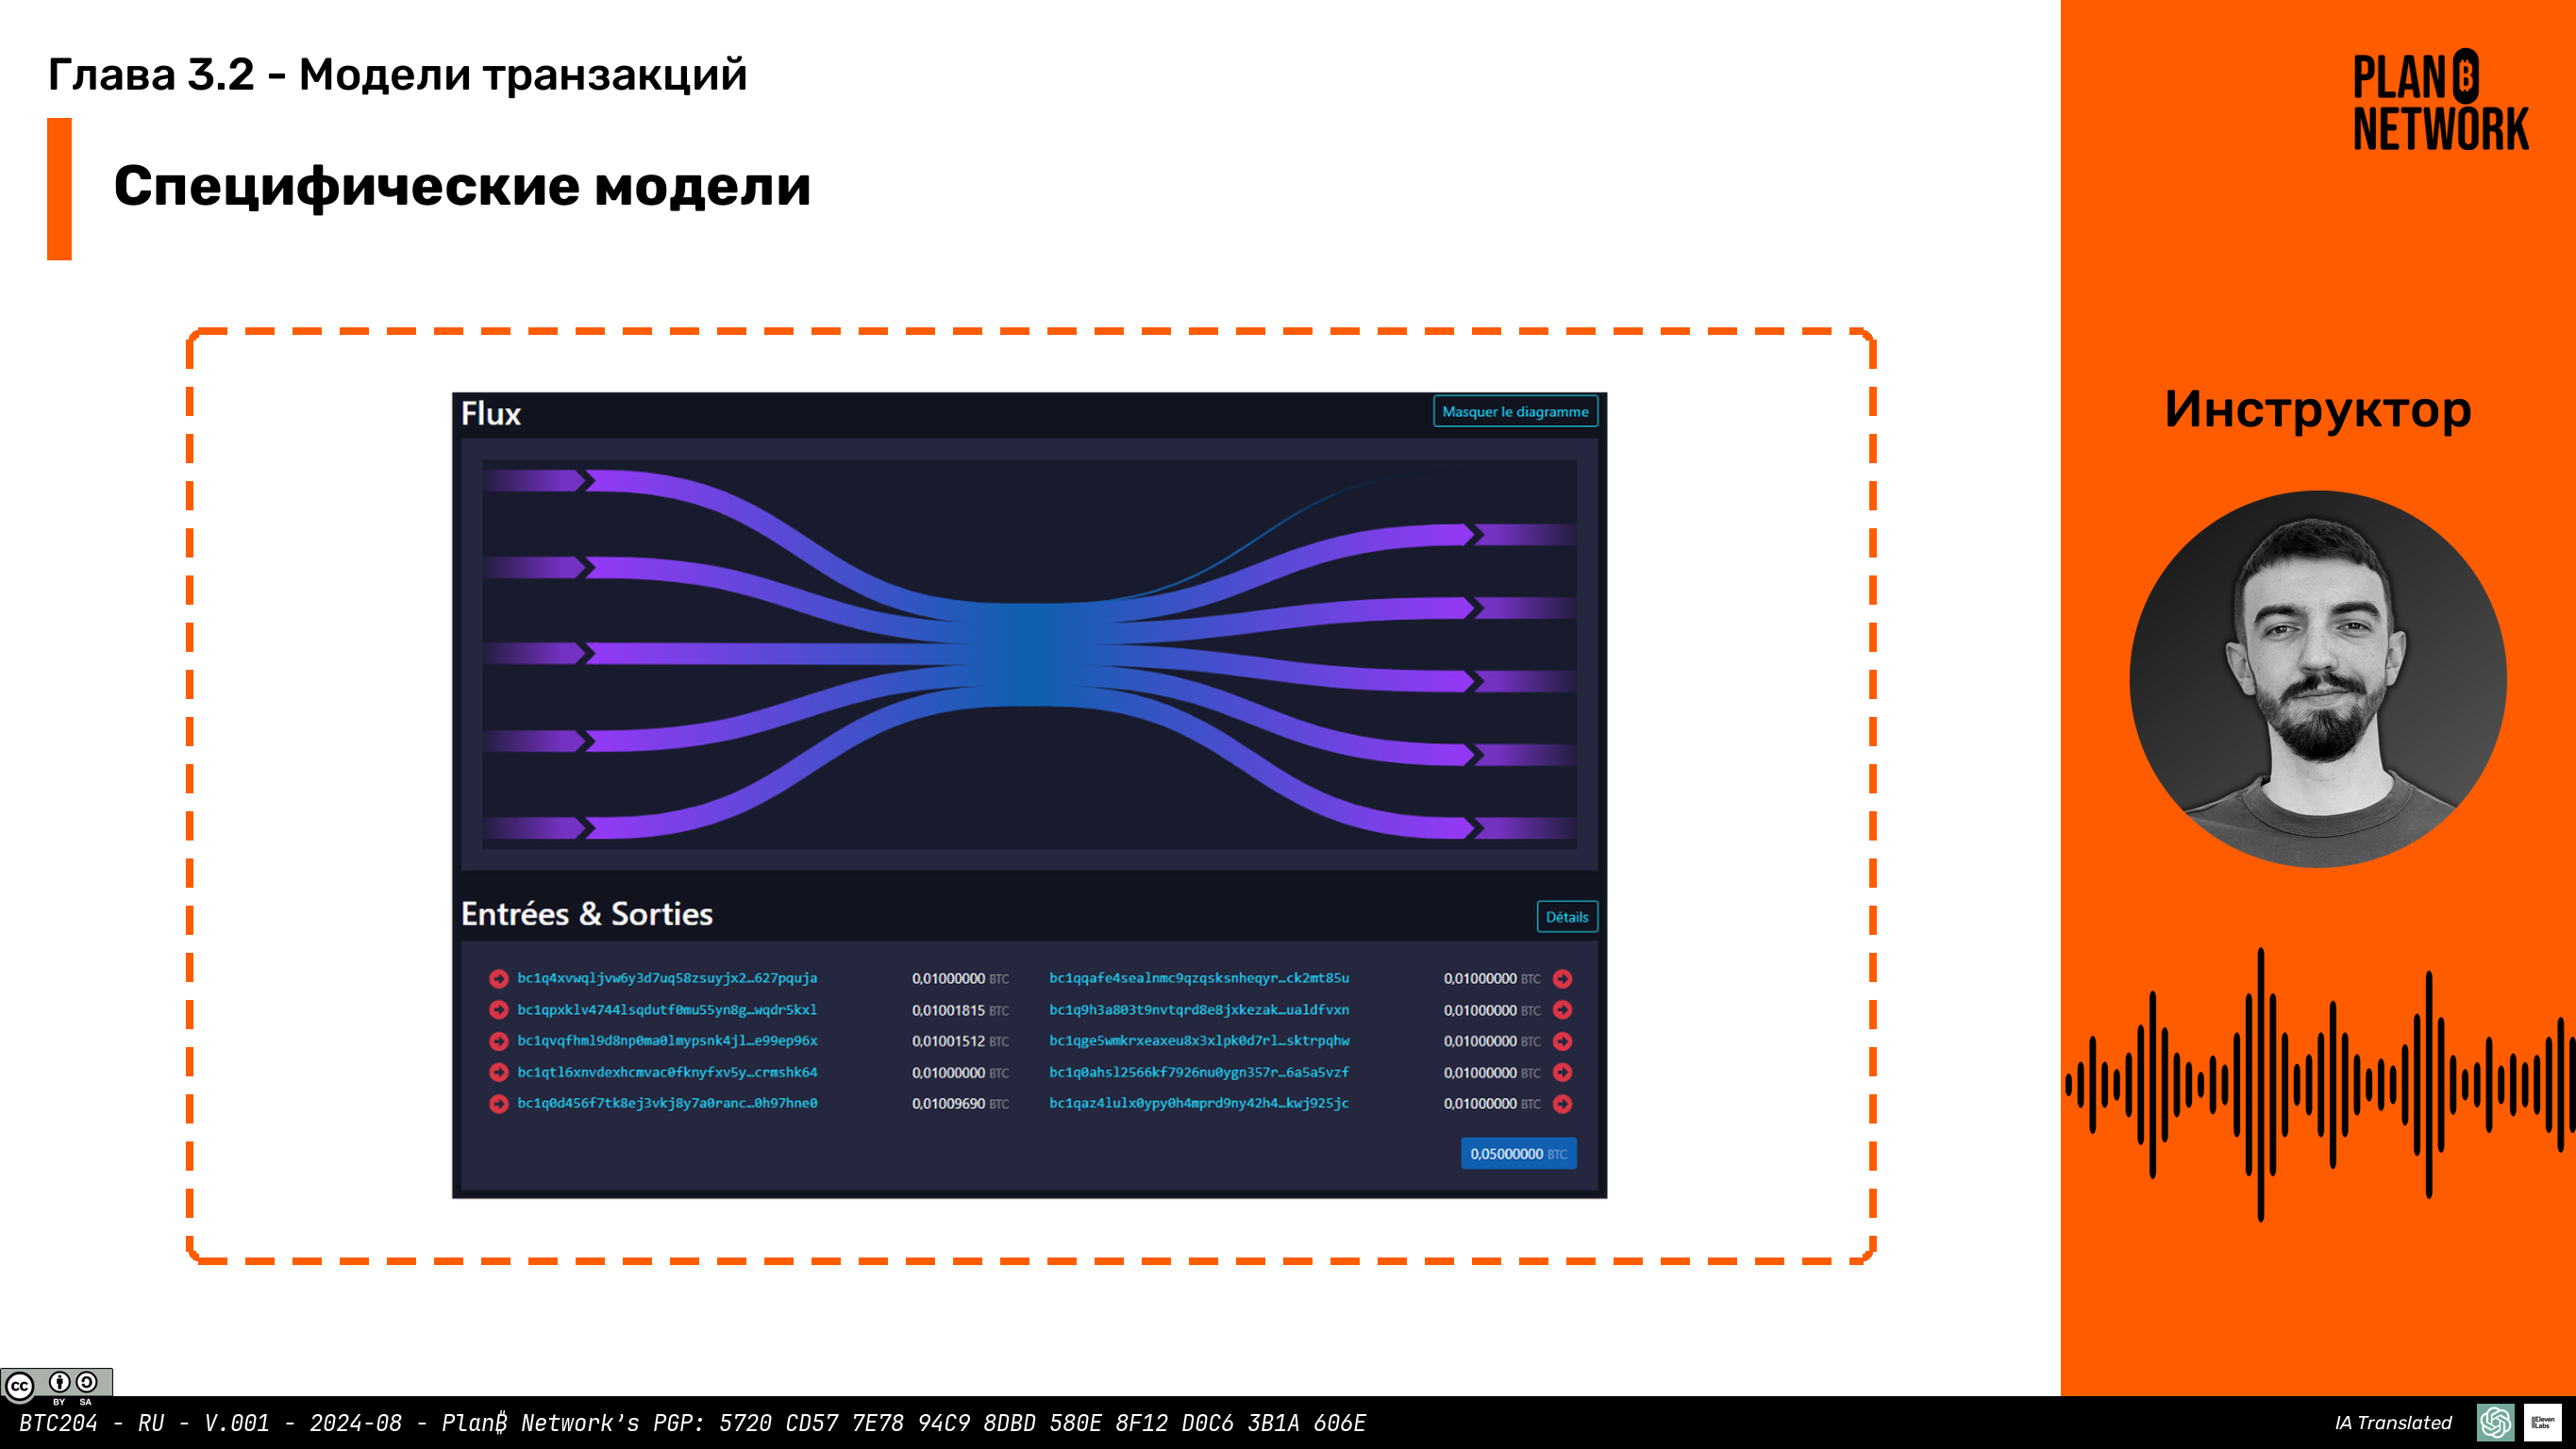 Глава 3.2 - Модели транзакций
Специфические модели
PLAN ₿
NETWORK
Инструктор
Flux
Masquer le diagramme
Entrées & Sorties
Détails
bc1q4xvwqljvw6y3d7uq58zsuyjx2…627pquja 0,01000000 BTC bc1qqafe4sealnmc9qzqsksnheqyr…ck2mt85u 0,01000000 BTC
bc1qpxklv4744lsqdutf0mu55yn8g…wqdr5kxl 0,01001815 BTC bc1q9h3a803t9nvtqrd8e8jxkezak…ualdfvxn 0,01000000 BTC
bc1qvqfhml9d8np0ma0lmypsnk4jl…e99ep96x 0,01001512 BTC bc1qge5wmkrxeaxeu8x3xlpk0d7rl…sktrpqhw 0,01000000 BTC
bc1qtl6xnvdexhcmvac0fknyfxv5y…crmshk64 0,01000000 BTC bc1q0ahsl2566kf7926nu0ygn357r…6a5a5vzf 0,01000000 BTC
bc1q0d456f7tk8ej3vkj8y7a0ranc…0h97hne0 0,01009690 BTC bc1qaz4lulx0ypy0h4mprd9ny42h4…kwj925jc 0,01000000 BTC
0,05000000 BTC
cc BY SA
BTC204 - RU - V.001 - 2024-08 - Plan₿ Network's PGP: 5720 CD57 7E78 94C9 8DBD 580E 8F12 D0C6 3B1A 606E
IA Translated
IIEleven
Labs